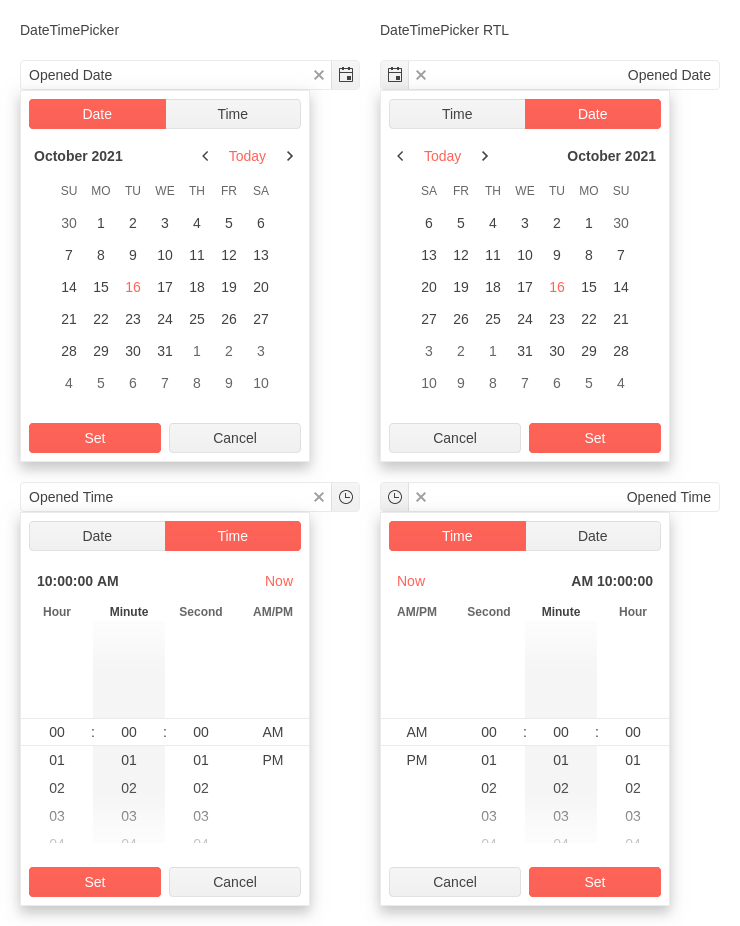 DateTimePicker
Opened Date
Date Time
October 2021 Today
SU MO TU WE TH FR SA
30 1 2 3 4 5 6
7 8 9 10 11 12 13
14 15 16 17 18 19 20
21 22 23 24 25 26 27
28 29 30 31 1 2 3
4 5 6 7 8 9 10
Set Cancel
Opened Time
Date Time
10:00:00 AM Now
Hour Minute Second AM/PM
00 : 00 : 00 AM
01 01 01 PM
02 02 02
03 03 03
04 04 04
Set Cancel
DateTimePicker RTL
Opened Date
Time Date
Today October 2021
SA FR TH WE TU MO SU
6 5 4 3 2 1 30
13 12 11 10 9 8 7
20 19 18 17 16 15 14
27 26 25 24 23 22 21
3 2 1 31 30 29 28
10 9 8 7 6 5 4
Cancel Set
Opened Time
Time Date
Now AM 10:00:00
AM/PM Second Minute Hour
AM 00 : 00 : 00
PM 01 01 01
02 02 02
03 03 03
04 04 04
Cancel Set